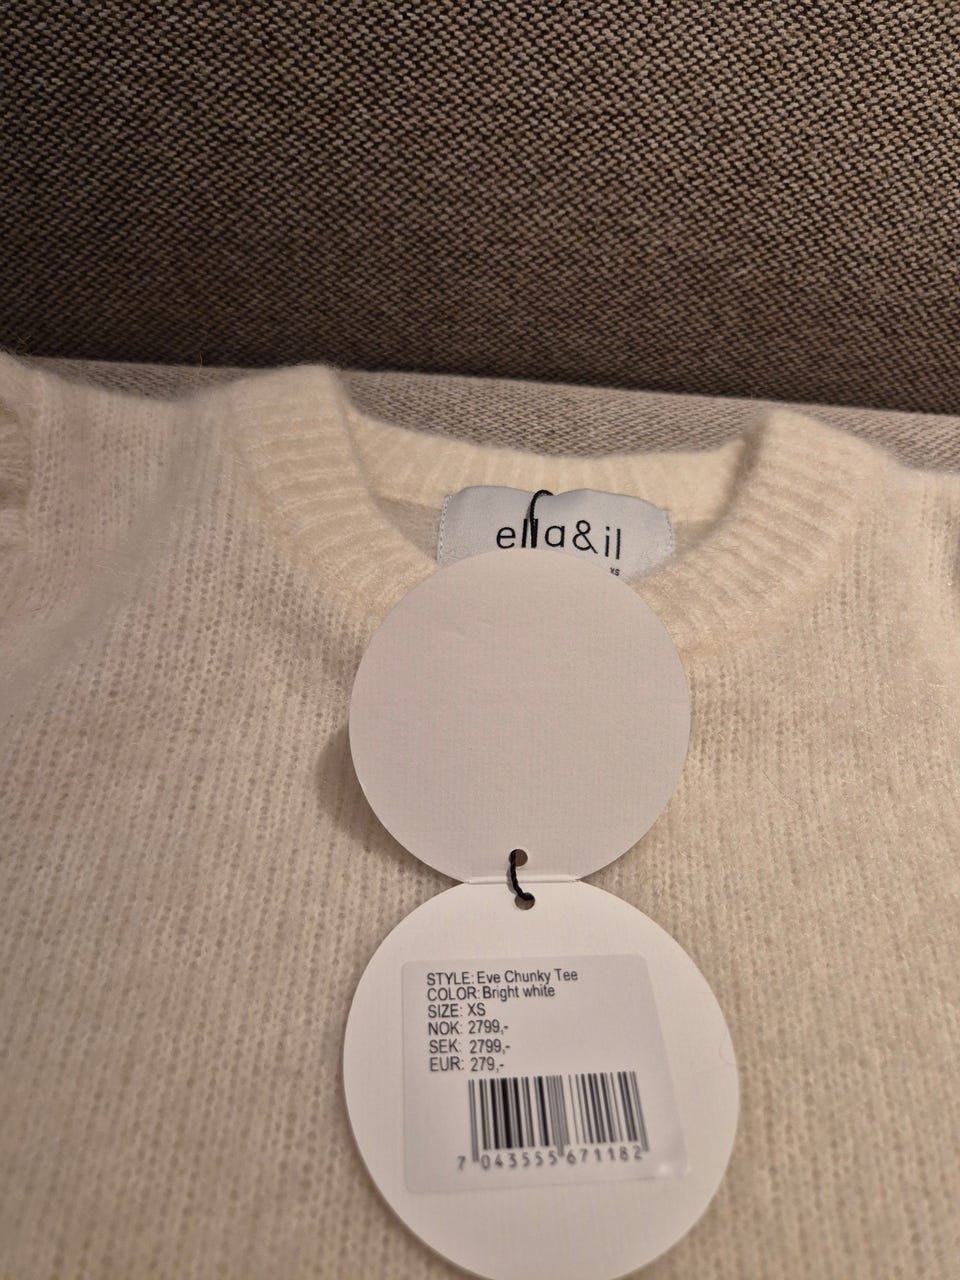 ella&il
XS
STYLE: Eve Chunky Tee
COLOR: Bright white
SIZE: XS
NOK: 2799,-
SEK: 2799,-
EUR: 279,-
7 043555 671182